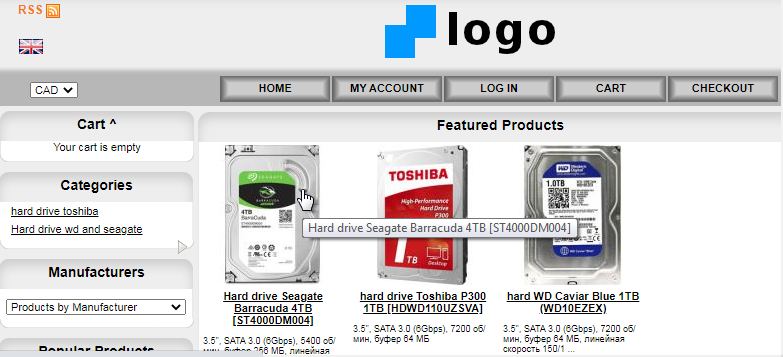 RSS
logo
CAD
HOME
MY ACCOUNT
LOG IN
CART
CHECKOUT
Cart ^
Your cart is empty
Categories
hard drive toshiba
Hard drive wd and seagate
Manufacturers
Products by Manufacturer
Popular Products
Featured Products
SEAGATE
BARRACUDA
4TB
BarraCuda
ST4000DM004
TOSHIBA
High-Performance
Hard Drive
P300
1TB
Desktop
WD
1.0TB
WD10EZEX
Hard drive Seagate Barracuda 4TB [ST4000DM004]
Hard drive Seagate
Barracuda 4TB
[ST4000DM004]
3.5", SATA 3.0 (6Gbps), 5400 об/
мин, буфер 256 МБ, линейная
hard drive Toshiba P300
1TB [HDWD110UZSVA]
3.5", SATA 3.0 (6Gbps), 7200 об/
мин, буфер 64 МБ
hard WD Caviar Blue 1TB
(WD10EZEX)
3.5", SATA 3.0 (6Gbps), 7200 об/
мин, буфер 64 МБ, линейная
скорость 150/1 ...